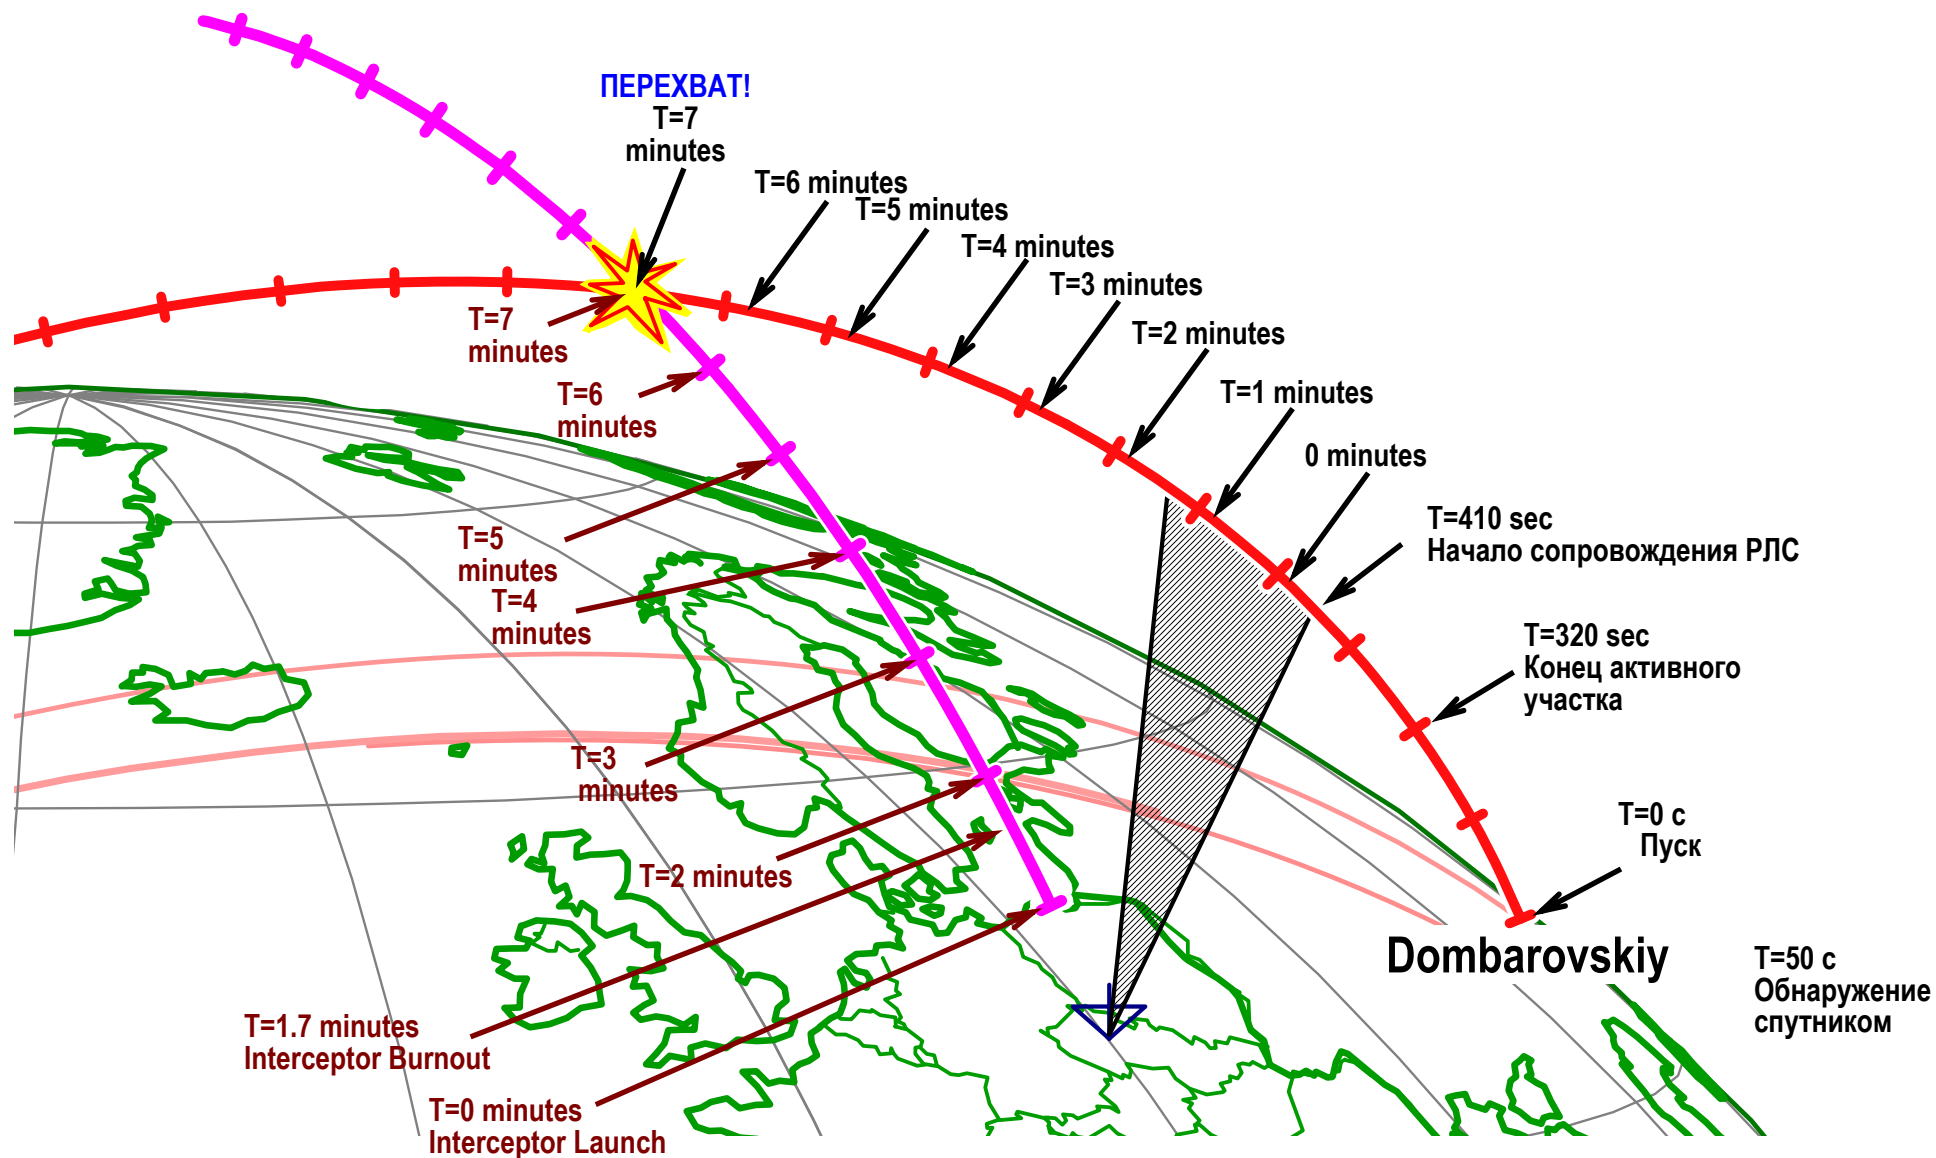 ПЕРЕХВАТ!
T=7
minutes
T=6 minutes
T=5 minutes
T=4 minutes
T=3 minutes
T=2 minutes
T=1 minutes
0 minutes
T=410 sec
Начало сопровождения РЛС
T=320 sec
Конец активного
участка
T=0 с
Пуск
Dombarovskiy
T=50 с
Обнаружение
спутником
T=7
minutes
T=6
minutes
T=5
minutes
T=4
minutes
T=3
minutes
T=2 minutes
T=1.7 minutes
Interceptor Burnout
T=0 minutes
Interceptor Launch